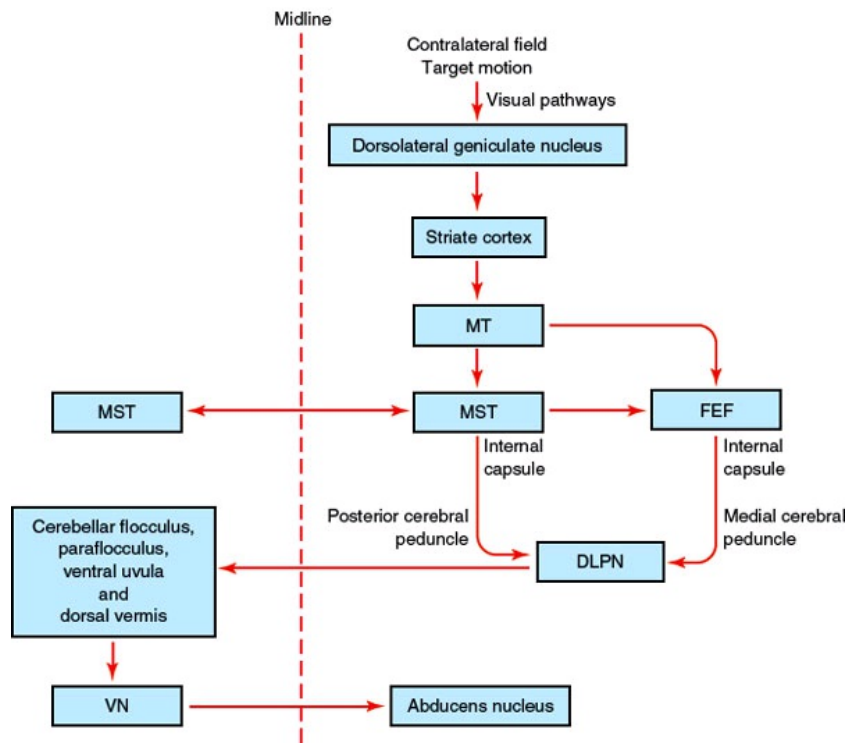 Midline
Contralateral field
Target motion
Visual pathways
Dorsolateral geniculate nucleus
Striate cortex
MT
MST
MST
FEF
Internal
capsule
Internal
capsule
Posterior cerebral
peduncle
Medial cerebral
peduncle
DLPN
Cerebellar flocculus,
paraflocculus,
ventral uvula
and
dorsal vermis
VN
Abducens nucleus